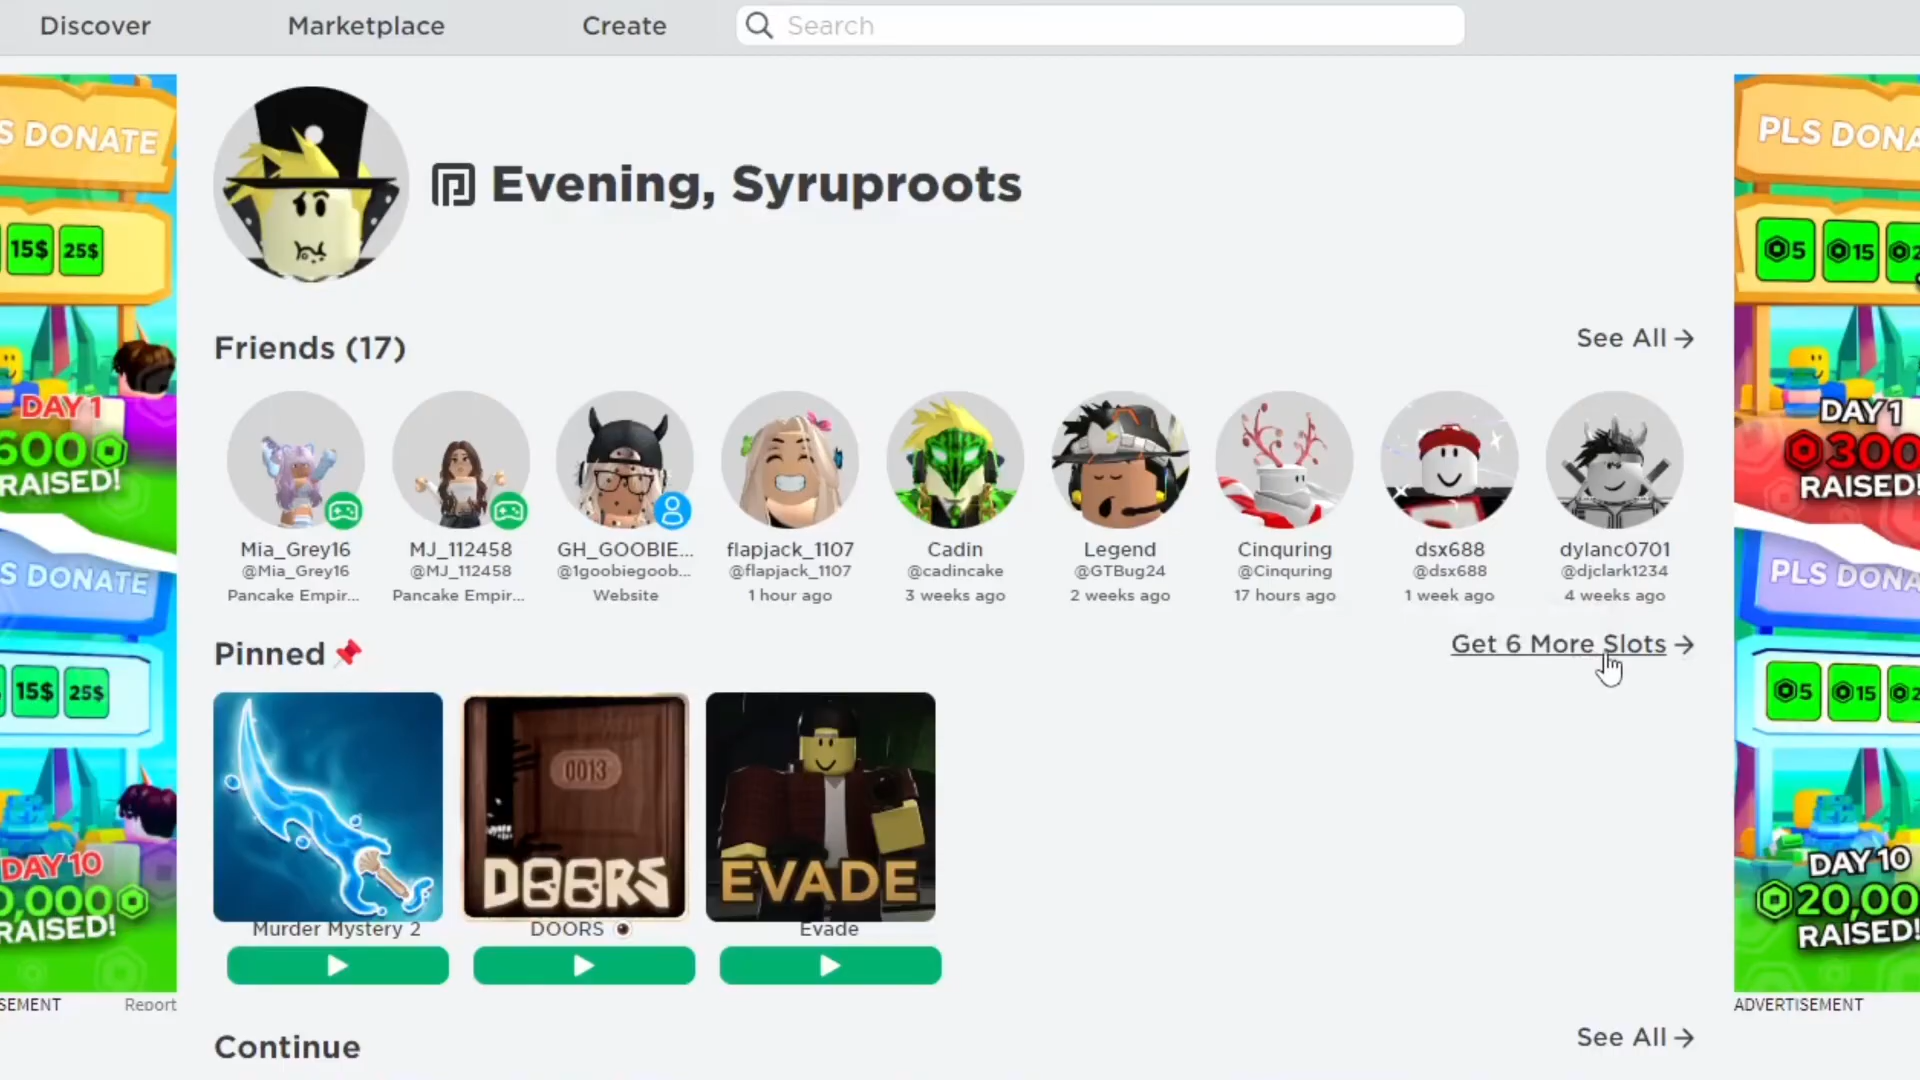 Discover Marketplace Create Search
Evening, Syruproots
S DONATE
15$ 25$
DAY 1
600
RAISED!
S DONATE
15$ 25$
DAY 10
0,000
RAISED!
SEMENT Report
Friends (17) See All →
Mia_Grey16 MJ_112458 GH_GOOBIE... flapjack_1107 Cadin Legend Cinquring dsx688 dylanc0701
@Mia_Grey16 @MJ_112458 @1goobiegoob... @flapjack_1107 @cadincake @GTBug24 @Cinquring @dsx688 @djclark1234
Pancake Empir... Pancake Empir... Website 1 hour ago 3 weeks ago 2 weeks ago 17 hours ago 1 week ago 4 weeks ago
Pinned Get 6 More Slots →
0013
DOORS
EVADE
Murder Mystery 2 DOORS Evade
Continue See All →
PLS DONA
5 15 2
DAY 1
300
RAISED!
PLS DONA
5 15 2
DAY 10
20,00
RAISED!
ADVERTISEMENT